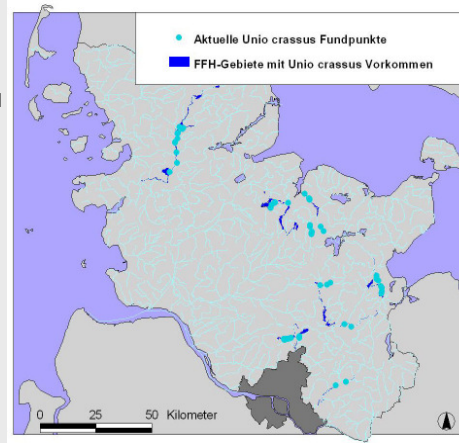 Aktuelle Unio crassus Fundpunkte
FFH-Gebiete mit Unio crassus Vorkommen
0 25 50 Kilometer